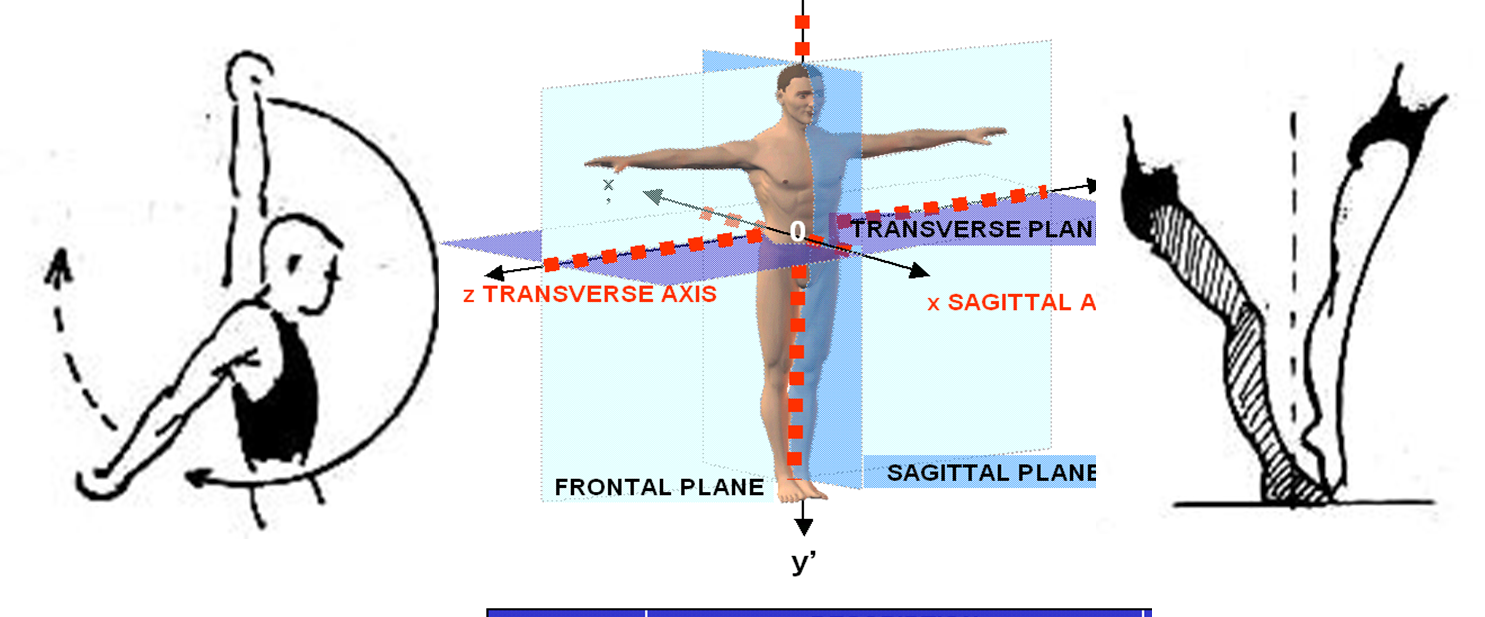 x
'
0
TRANSVERSE PLAN
z TRANSVERSE AXIS
x SAGITTAL A
SAGITTAL PLANE
FRONTAL PLANE
y’